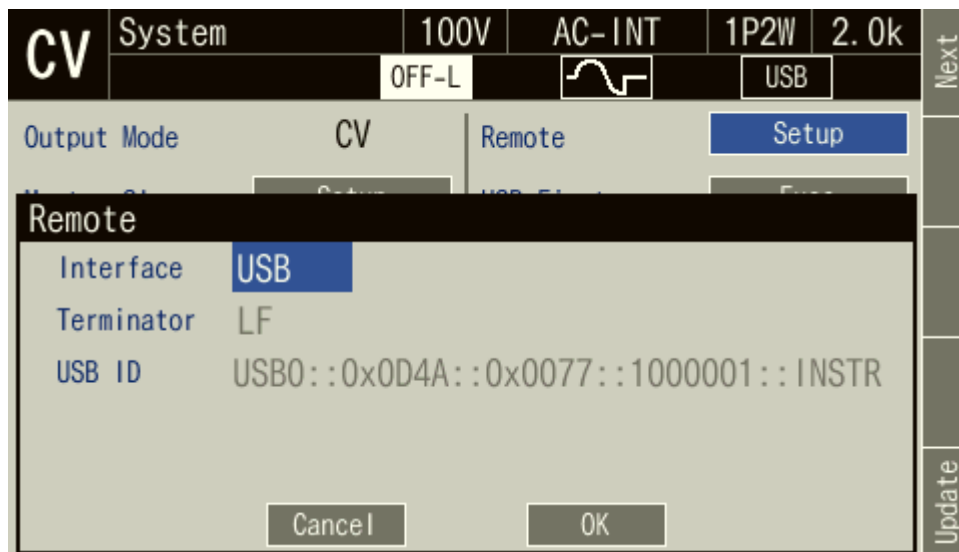 CV System 100V AC-INT 1P2W 2.0k Next
OFF-L USB
Output Mode CV Remote Setup
Remote
Interface USB
Terminator LF
USB ID USB0::0x0D4A::0x0077::1000001::INSTR
Cancel OK
Update